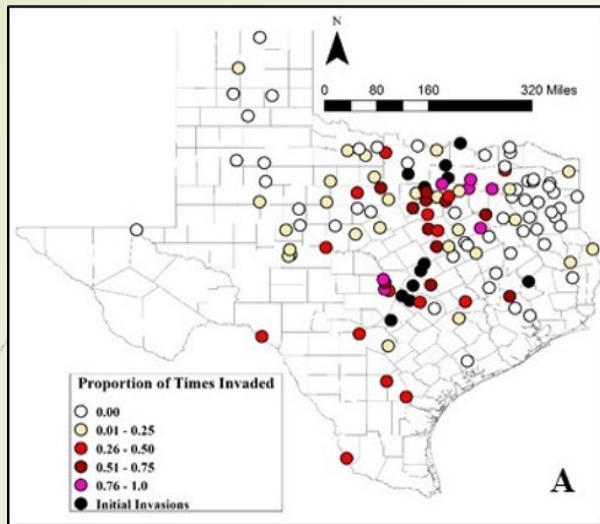 N
0 80 160 320 Miles
Proportion of Times Invaded
0.00
0.01 - 0.25
0.26 - 0.50
0.51 - 0.75
0.76 - 1.0
Initial Invasions
A